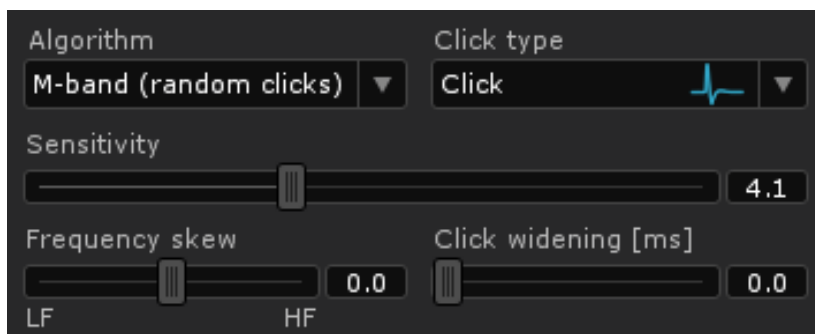 Algorithm
Click type
M-band (random clicks)
Click
Sensitivity
4.1
Frequency skew
Click widening [ms]
0.0
0.0
LF
HF